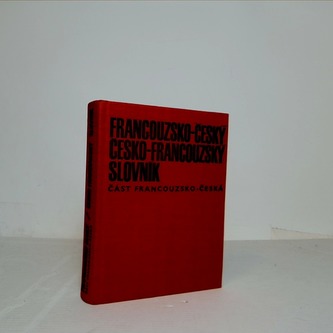 FRANCOUZSKO-ČESKÝ
ČESKO-FRANCOUZSKÝ
SLOVNÍK
ČÁST FRANCOUZSKO-ČESKÁ